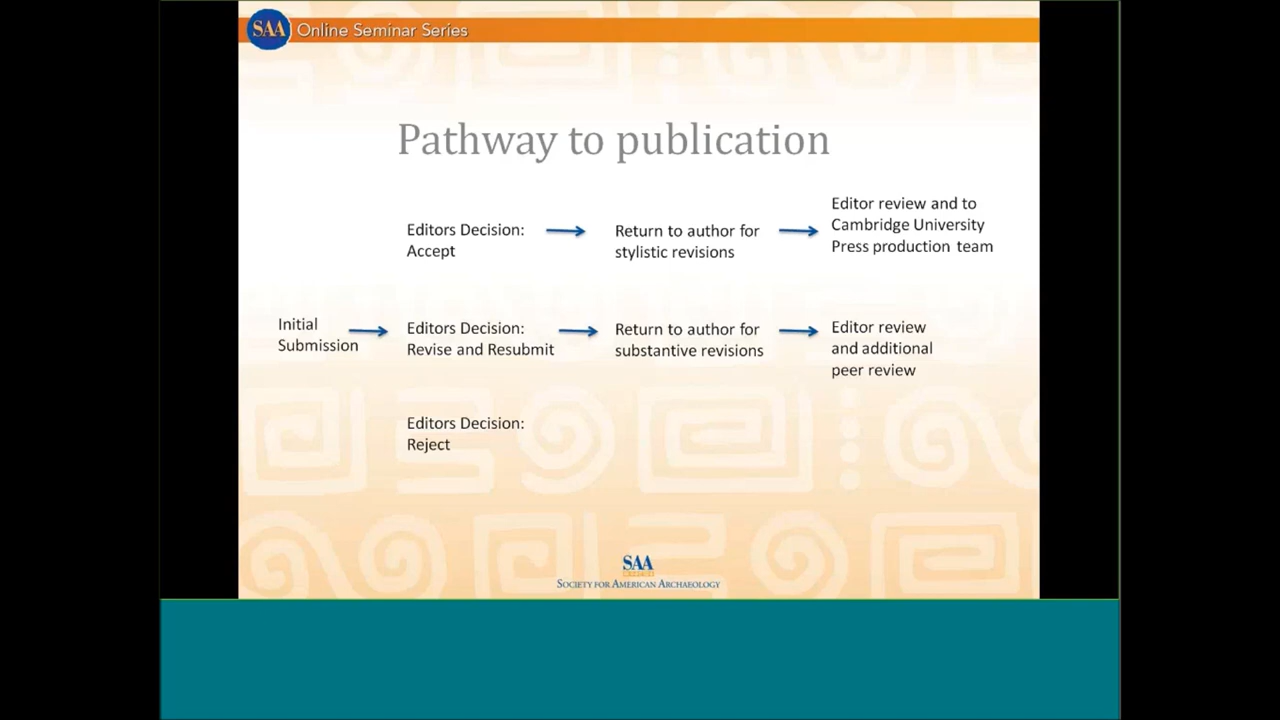 SAA Online Seminar Series
Pathway to publication
Editors Decision:
Accept
Return to author for
stylistic revisions
Editor review and to
Cambridge University
Press production team
Initial
Submission
Editors Decision:
Revise and Resubmit
Return to author for
substantive revisions
Editor review
and additional
peer review
Editors Decision:
Reject
SAA
SOCIETY FOR AMERICAN ARCHAEOLOGY